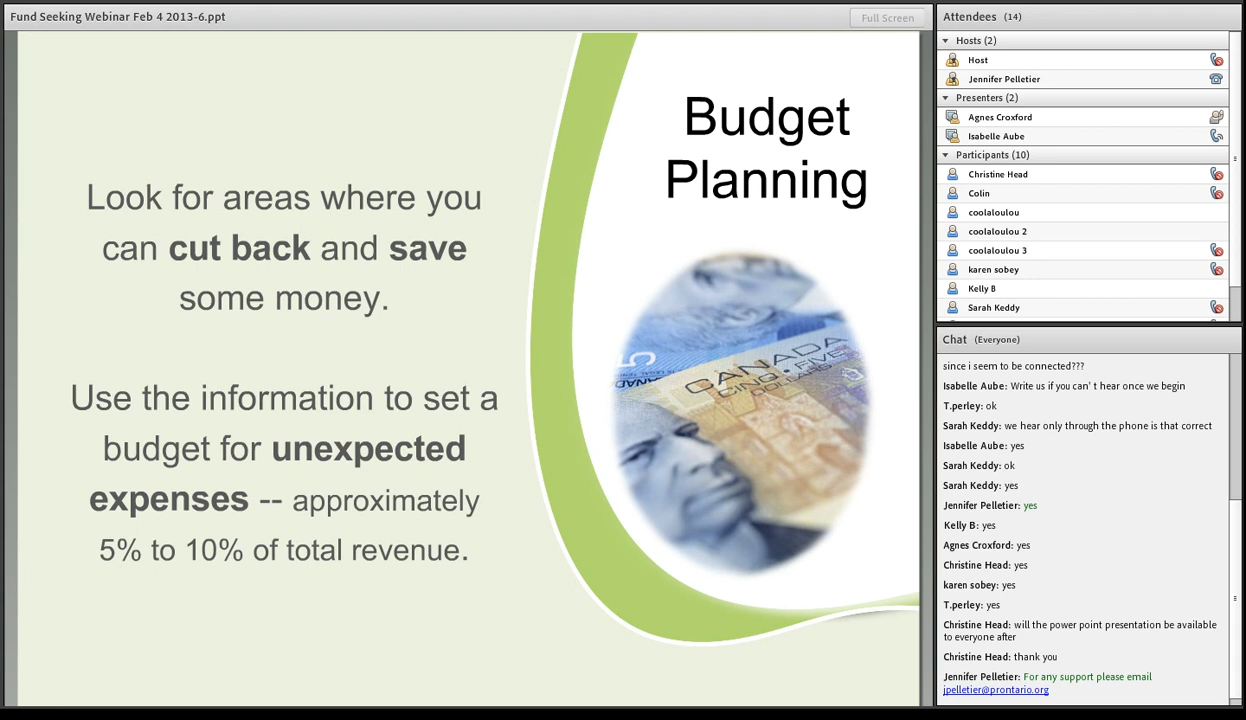 Fund Seeking Webinar Feb 4 2013-6.ppt
Full Screen
Budget
Planning
Look for areas where you
can cut back and save
some money.
Use the information to set a
budget for unexpected
expenses -- approximately
5% to 10% of total revenue.
CANADA
CINQ • FIVE
DOLLARS
Attendees (14)
Hosts (2)
Host
Jennifer Pelletier
Presenters (2)
Agnes Croxford
Isabelle Aube
Participants (10)
Christine Head
Colin
coolaloulou
coolaloulou 2
coolaloulou 3
karen sobey
Kelly B
Sarah Keddy
Chat (Everyone)
since i seem to be connected???
Isabelle Aube: Write us if you can' t hear once we begin
T.perley: ok
Sarah Keddy: we hear only through the phone is that correct
Isabelle Aube: yes
Sarah Keddy: ok
Sarah Keddy: yes
Jennifer Pelletier: yes
Kelly B: yes
Agnes Croxford: yes
Christine Head: yes
karen sobey: yes
T.perley: yes
Christine Head: will the power point presentation be available
to everyone after
Christine Head: thank you
Jennifer Pelletier: For any support please email
jpelletier@prontario.org